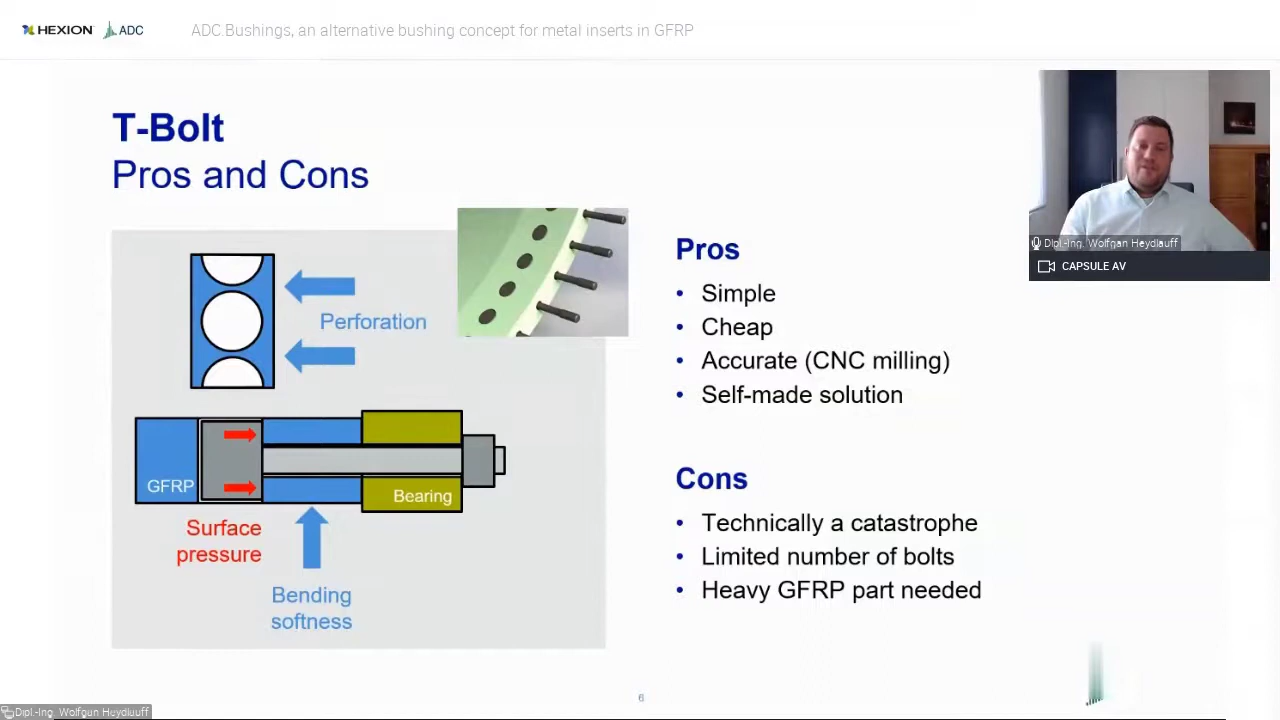 HEXION ADC
ADC Bushings, an alternative bushing concept for metal inserts in GFRP
T-Bolt
Pros and Cons
Perforation
GFRP
Bearing
Surface
pressure
Bending
softness
Pros
• Simple
• Cheap
• Accurate (CNC milling)
• Self-made solution
Cons
• Technically a catastrophe
• Limited number of bolts
• Heavy GFRP part needed
Dipl.-Ing. Wolfgan Heydlauff
CAPSULE AV
6
Dipl.-Ing. Wolfgan Heydlauff